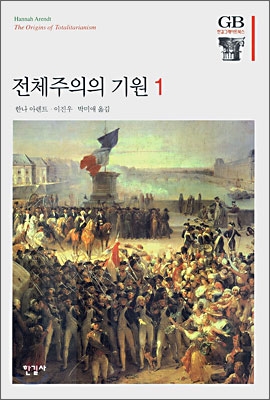 Hannah Arendt
The Origins of Totalitarianism
GB
한길그레이트북스
전체주의의 기원 1
한나 아렌트 · 이진우 · 박미애 옮김
한길사